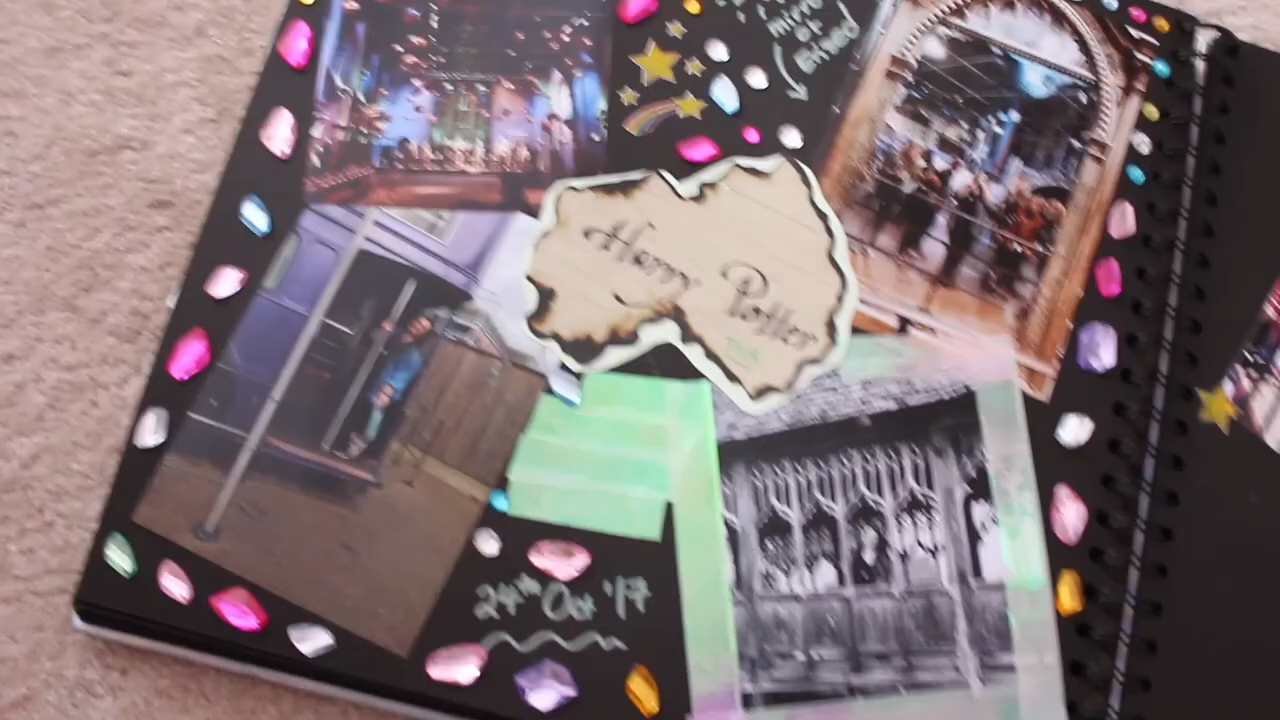 mirror
of
Erised
Harry Potter
24th Oct '17